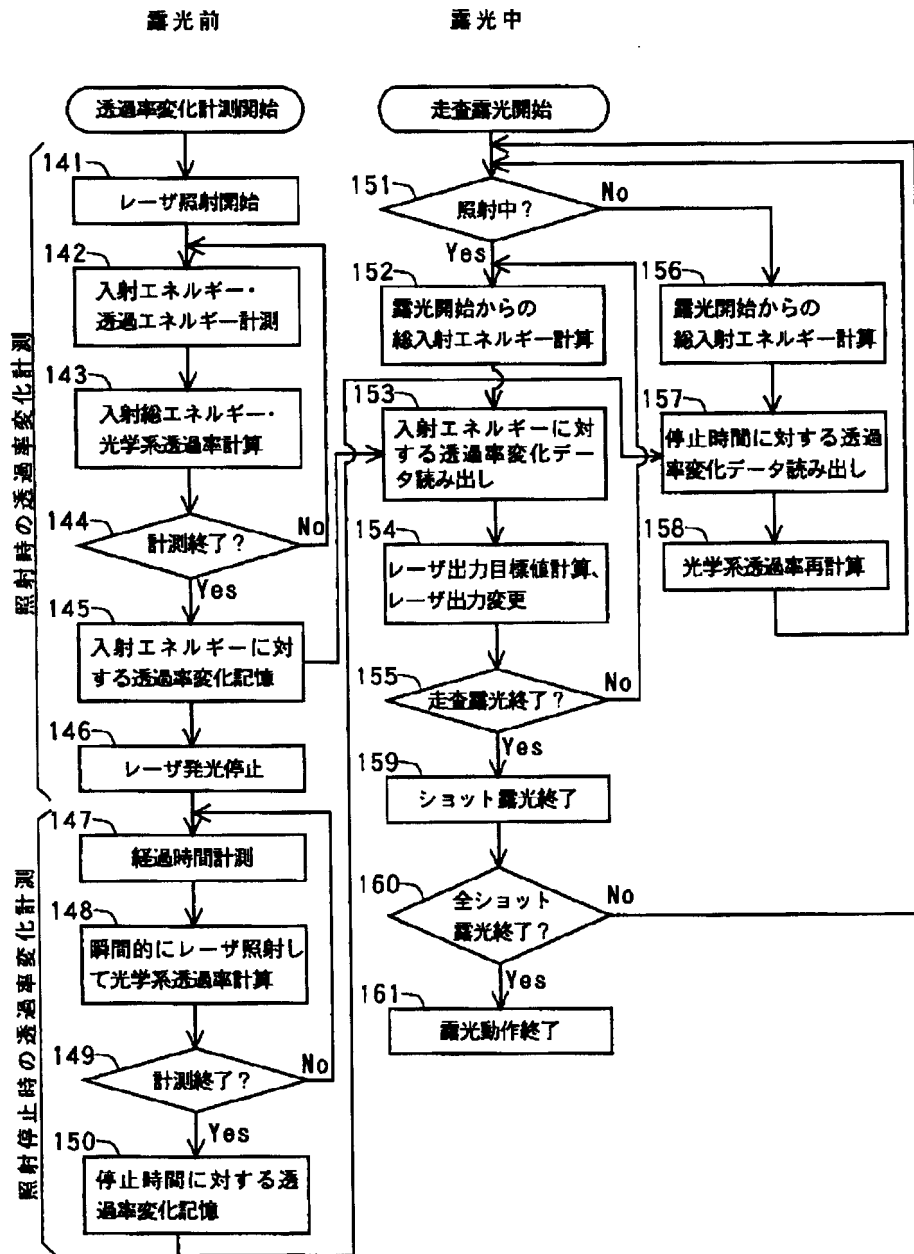 露光前
透過率変化計測開始
照射時の透過率変化計測
141
レーザ照射開始
142
入射エネルギー・
透過エネルギー計測
143
入射総エネルギー・
光学系透過率計算
144
計測終了？
No
Yes
145
入射エネルギーに対
する透過率変化記憶
146
レーザ発光停止
照射停止時の透過率変化計測
147
経過時間計測
148
瞬間的にレーザ照射し
て光学系透過率計算
149
計測終了？
No
Yes
150
停止時間に対する透
過率変化記憶
露光中
走査露光開始
151
照射中？
No
Yes
152
露光開始からの
総入射エネルギー計算
153
入射エネルギーに対
する透過率変化デー
タ読み出し
154
レーザ出力目標値計算、
レーザ出力変更
155
走査露光終了？
No
Yes
156
露光開始からの
総入射エネルギー計算
157
停止時間に対する透過
率変化データ読み出し
158
光学系透過率再計算
159
ショット露光終了
160
全ショット
露光終了？
No
Yes
161
露光動作終了